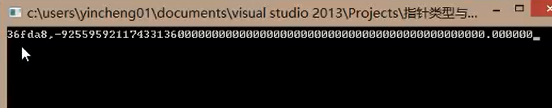 c:\users\yincheng01\documents\visual studio 2013\Projects\指针类型与...
36fda8,-92559592117433136000000000000000000000000000000000000000000000.000000